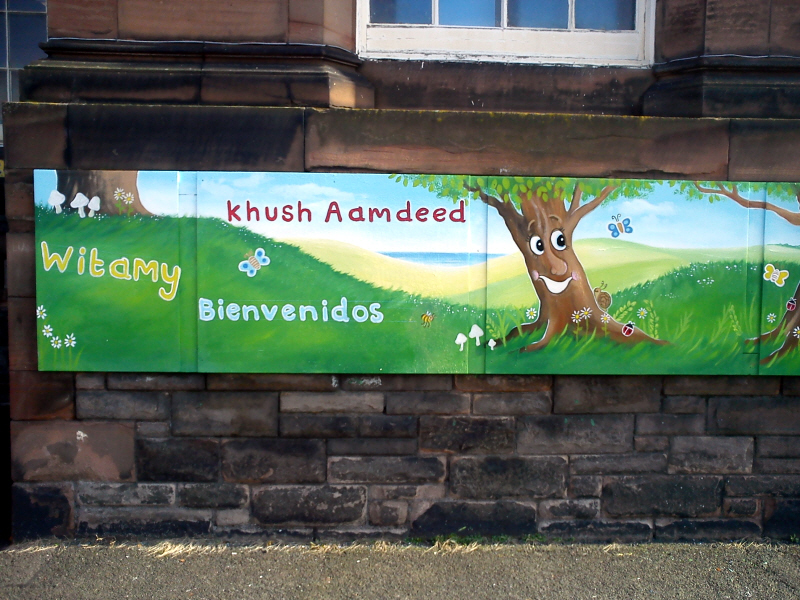 Khush Aamdeed
Witamy
Bienvenidos